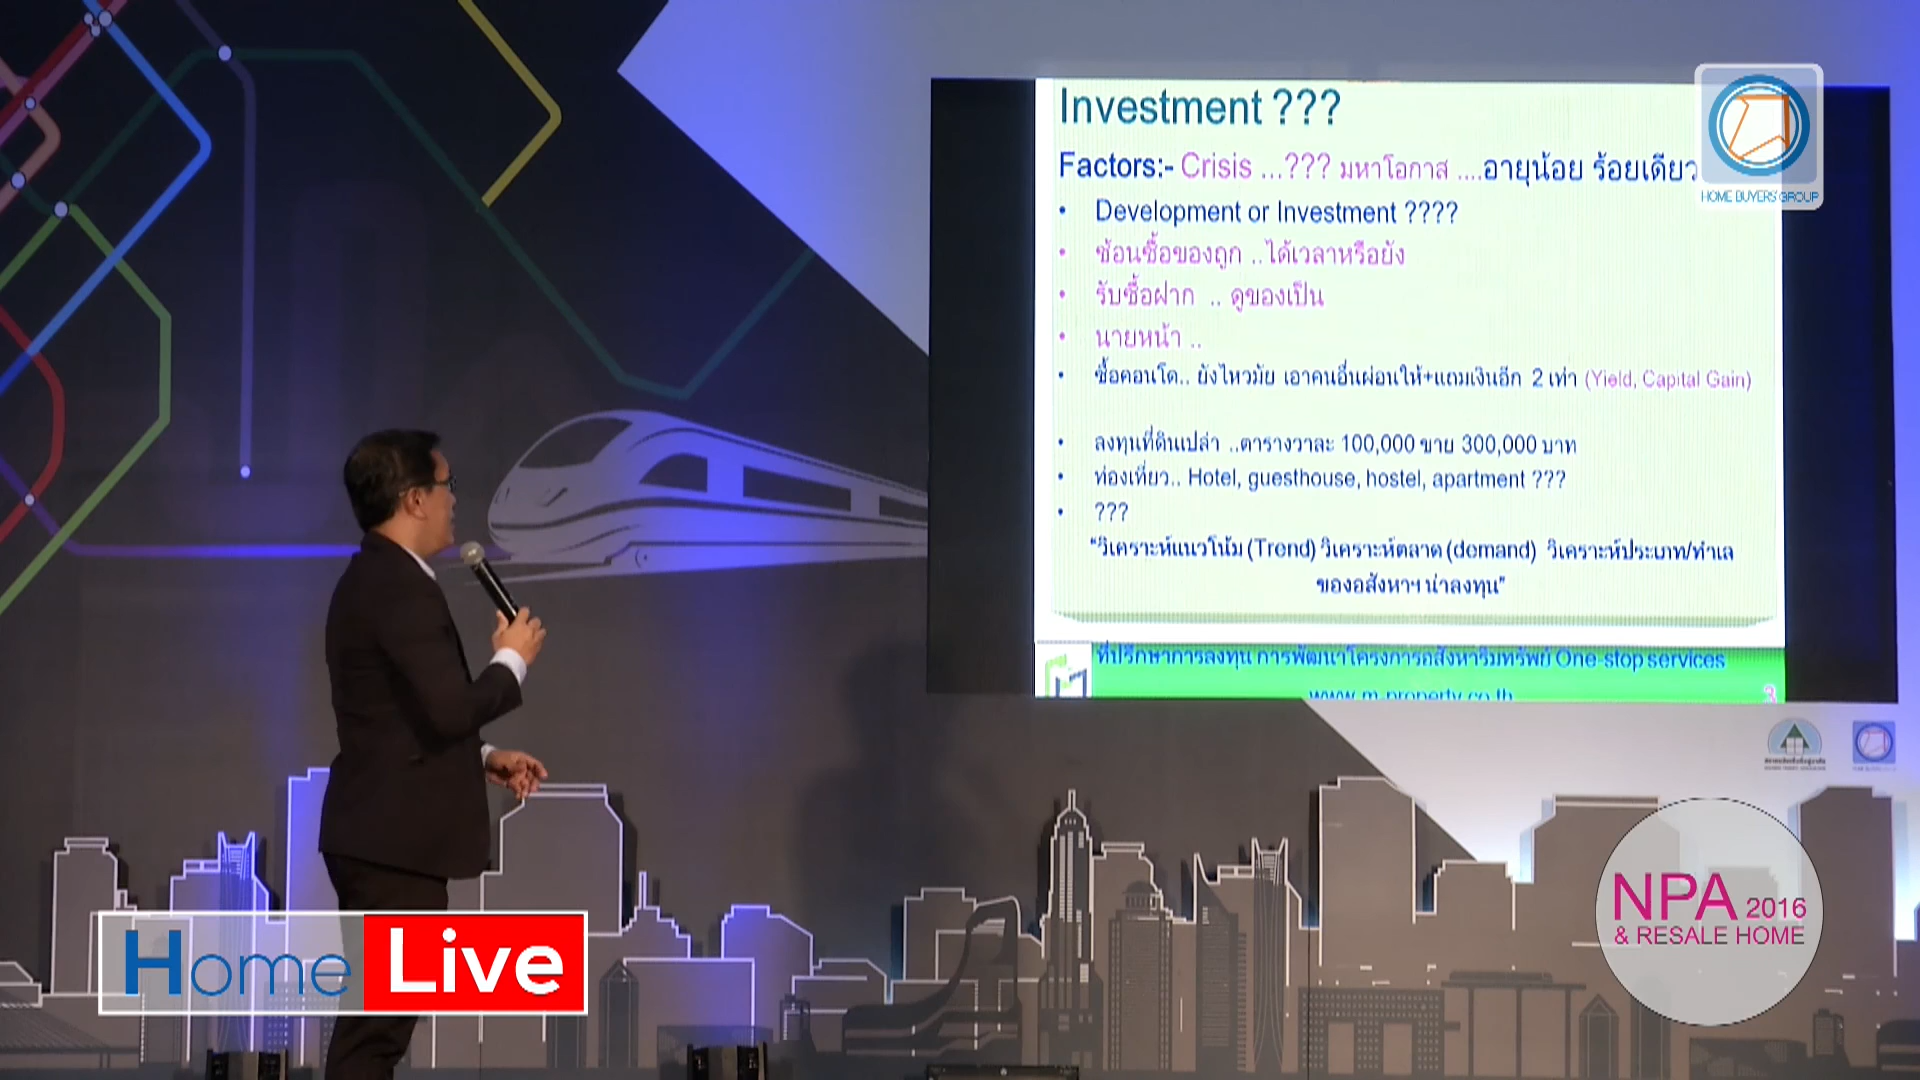 Investment ???
Factors:- Crisis ...??? มหาโอกาส ....อายุน้อย ร้อยเดียว
HOME BUYERS' GROUP
• Development or Investment ????
• ช้อนซื้อของถูก ..ได้เวลาหรือยัง
• รับซื้อฝาก .. ดูของเป็น
• นายหน้า ..
• ซื้อคอนโด.. ยังไหวมัย เอาคนอื่นผ่อนให้+แถมเงินอีก 2 เท่า (Yield, Capital Gain)
• ลงทุนที่ดินเปล่า ..ตารางวาละ 100,000 ขาย 300,000 บาท
• ท่องเที่ยว.. Hotel, guesthouse, hostel, apartment ???
• ???
"วิเคราะห์แนวโน้ม (Trend) วิเคราะห์ตลาด (demand) วิเคราะห์ประเภท/ทำเล
ของอสังหาฯ น่าลงทุน"
ที่ปรึกษาการลงทุน การพัฒนาโครงการอสังหาริมทรัพย์ One-stop services
www.m-property.co.th
3
NPA 2016
& RESALE HOME
Home Live